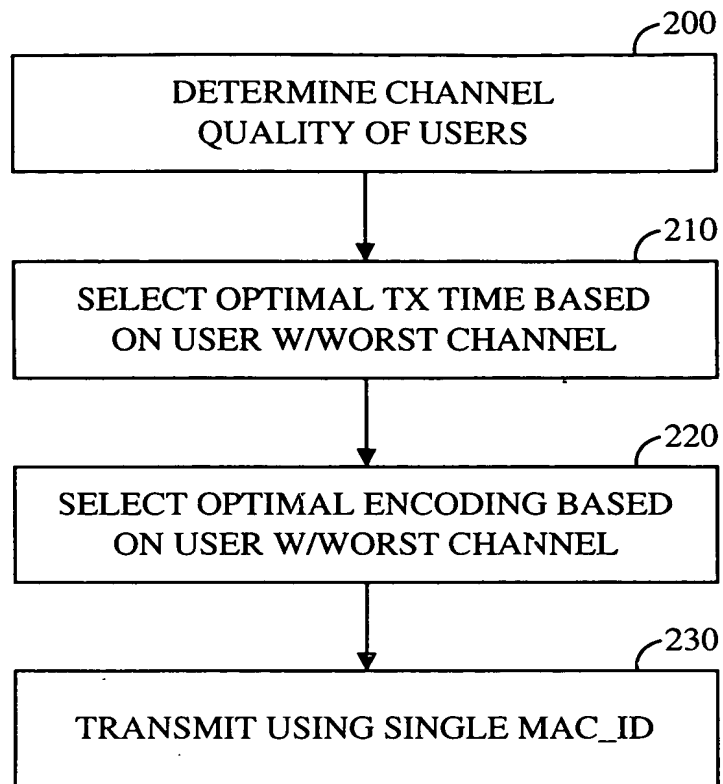 200
DETERMINE CHANNEL
QUALITY OF USERS
210
SELECT OPTIMAL TX TIME BASED
ON USER W/WORST CHANNEL
220
SELECT OPTIMAL ENCODING BASED
ON USER W/WORST CHANNEL
230
TRANSMIT USING SINGLE MAC_ID